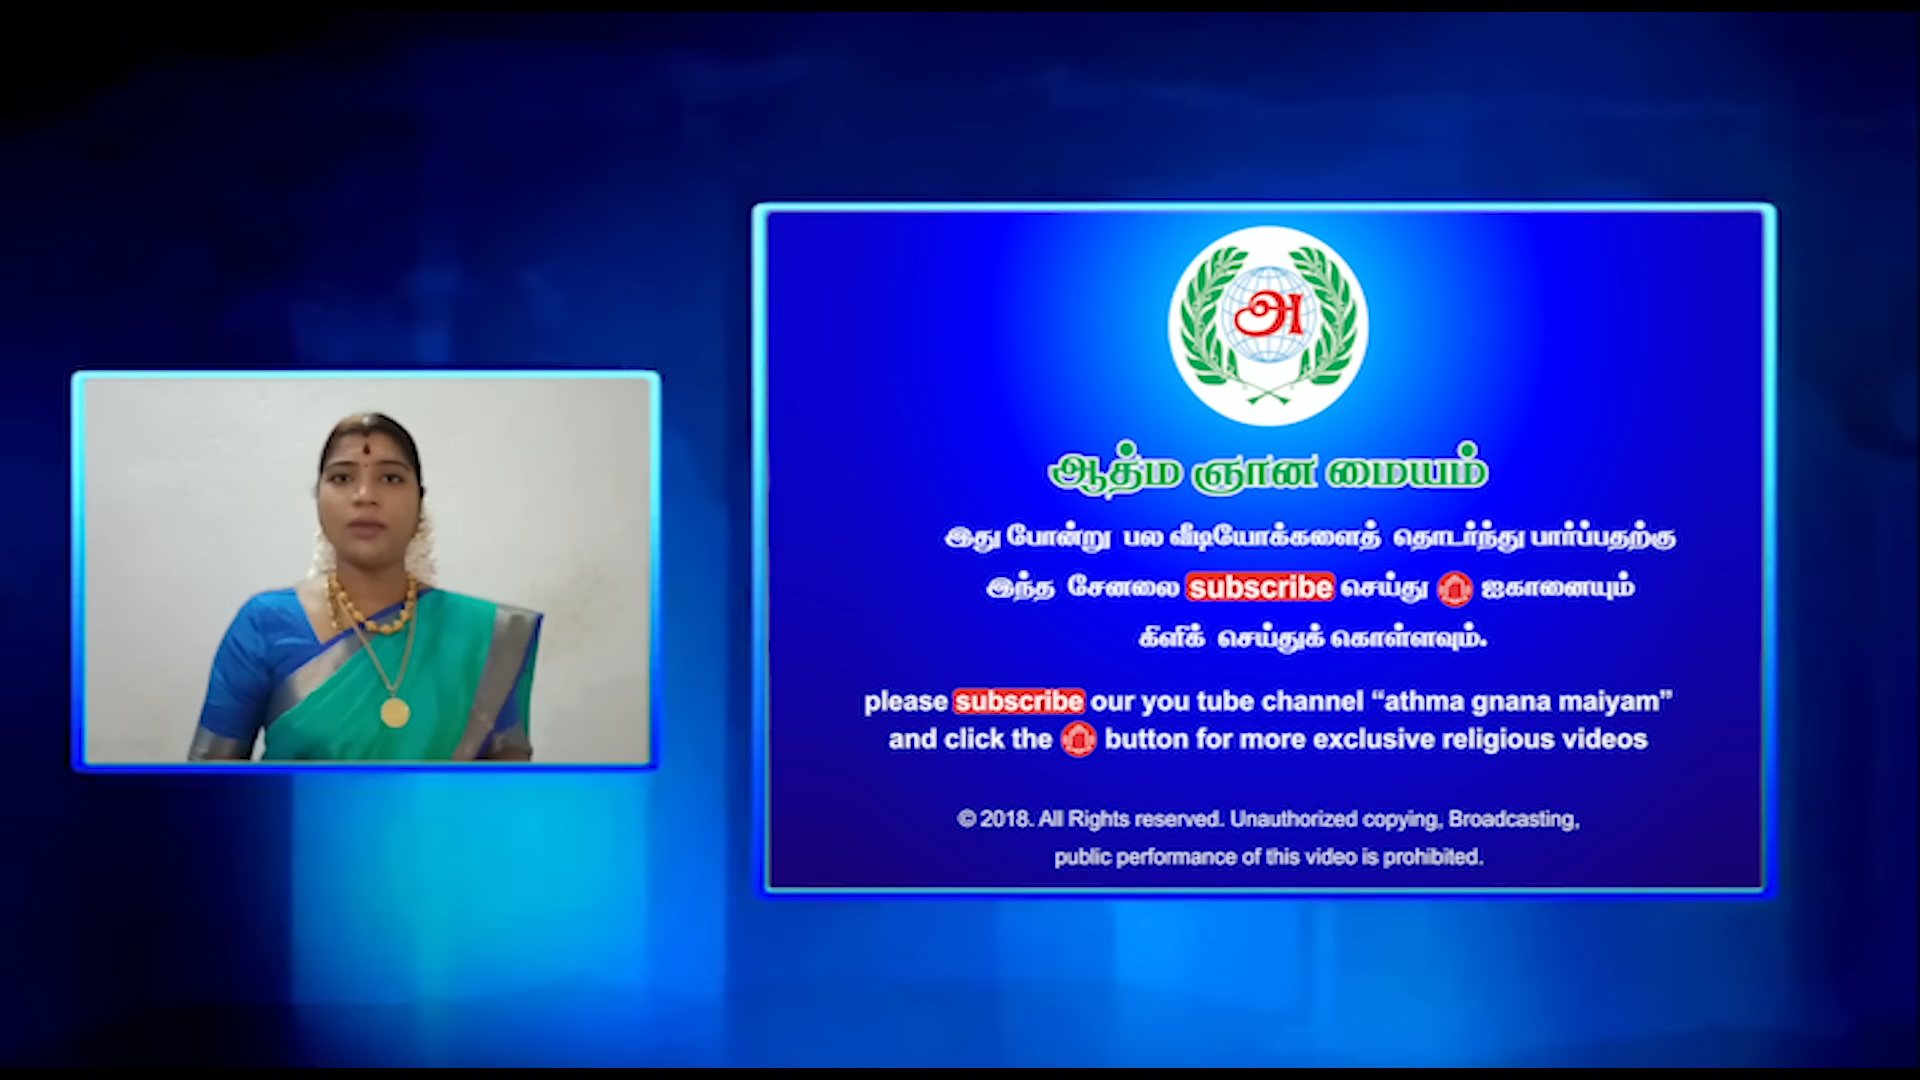 அ
ஆத்ம ஞான மையம்
இது போன்று பல வீடியோக்களைத் தொடர்ந்து பார்ப்பதற்கு
இந்த சேனலை subscribe செய்து ஐகானையும்
கிளிக் செய்துக் கொள்ளவும்.
please subscribe our you tube channel “athma gnana maiyam”
and click the button for more exclusive religious videos
© 2018. All Rights reserved. Unauthorized copying, Broadcasting,
public performance of this video is prohibited.